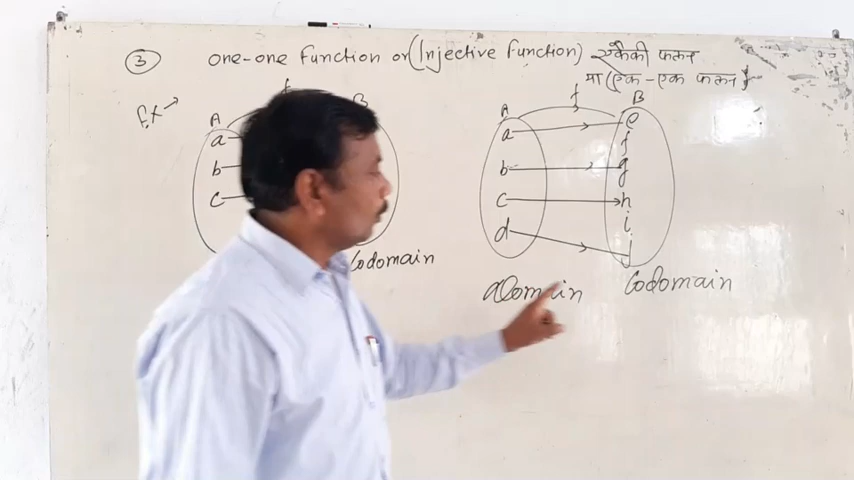 ③ one-one Function or (Injective Function) एकैकी फलन
या (एक-एक फलन)
Ex →
A
a
b
c
B
Codomain
A f B
a e
f
b g
c h
d i
j
Domain Codomain